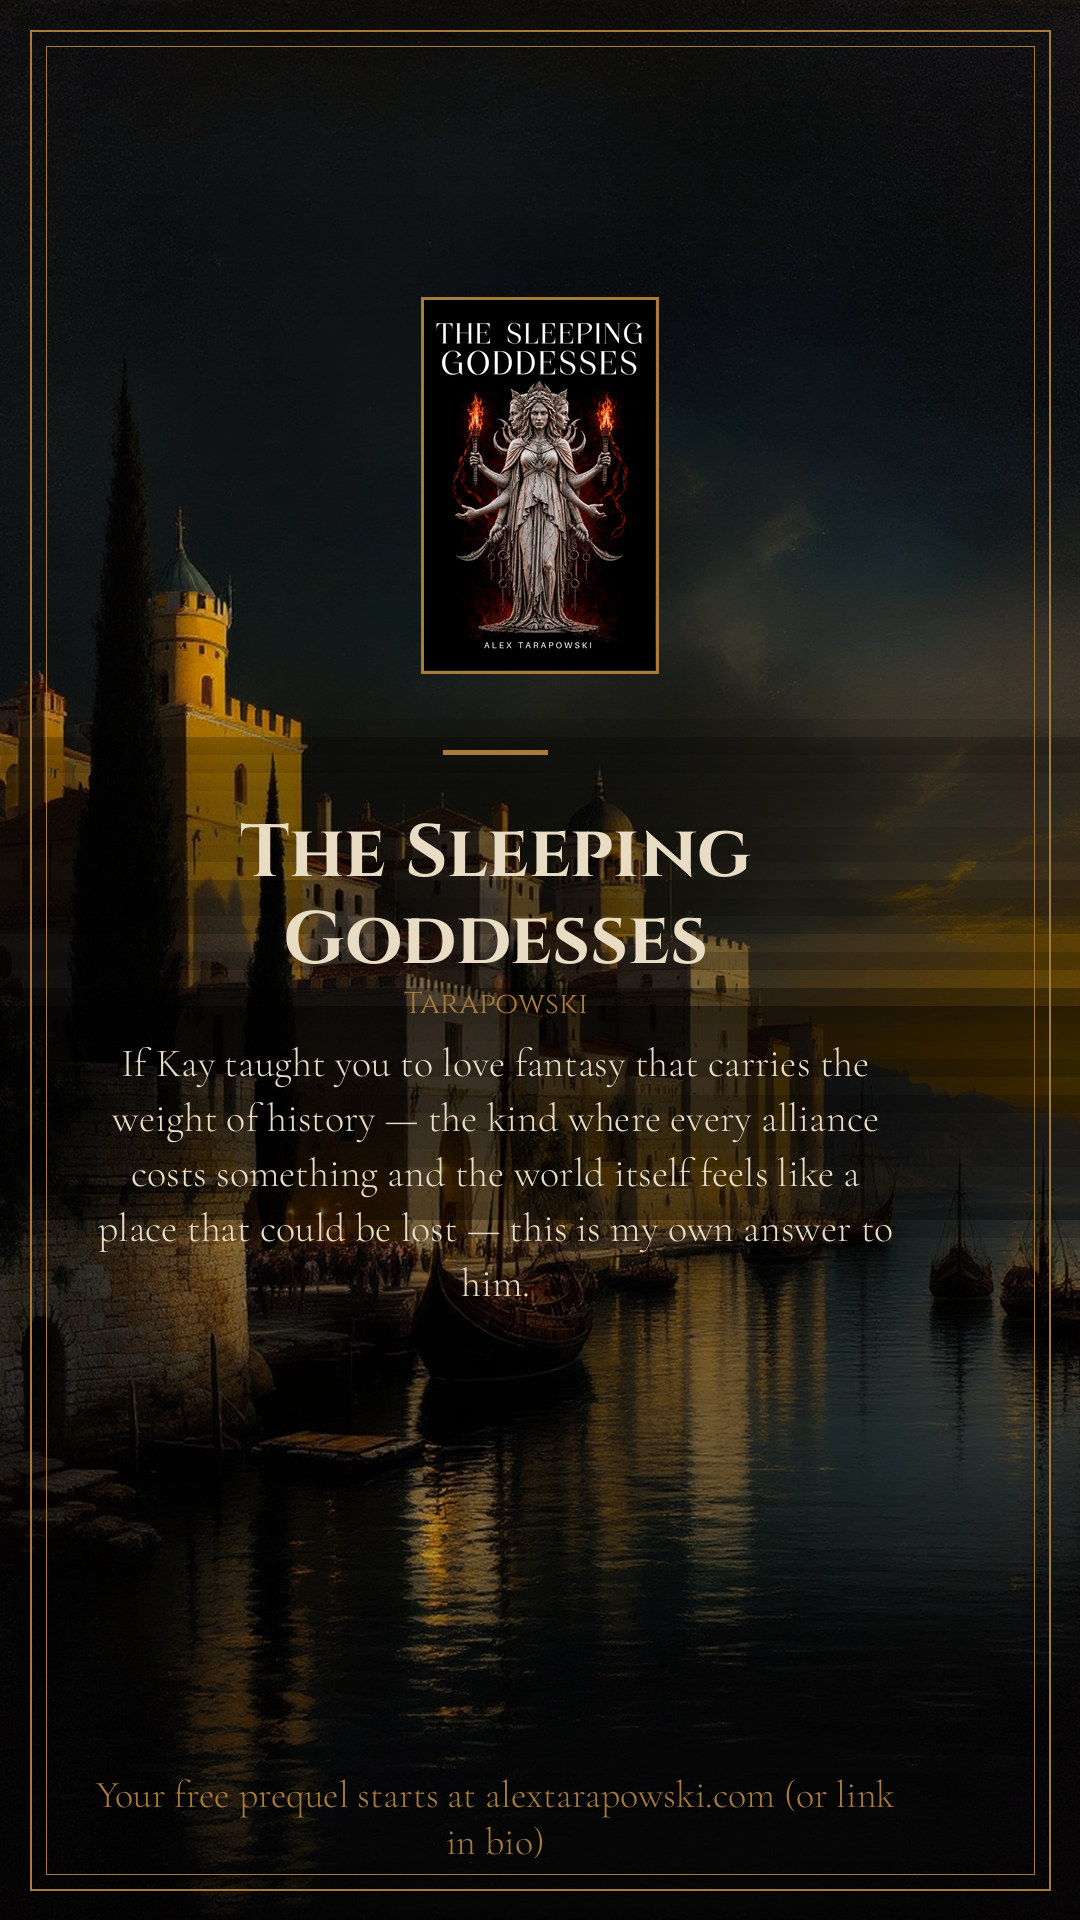 THE SLEEPING
GODDESSES
ALEX TARAPOWSKI
The Sleeping
Goddesses
Tarapowski
If Kay taught you to love fantasy that carries the
weight of history — the kind where every alliance
costs something and the world itself feels like a
place that could be lost — this is my own answer to
him.
Your free prequel starts at alextarapowski.com (or link
in bio)